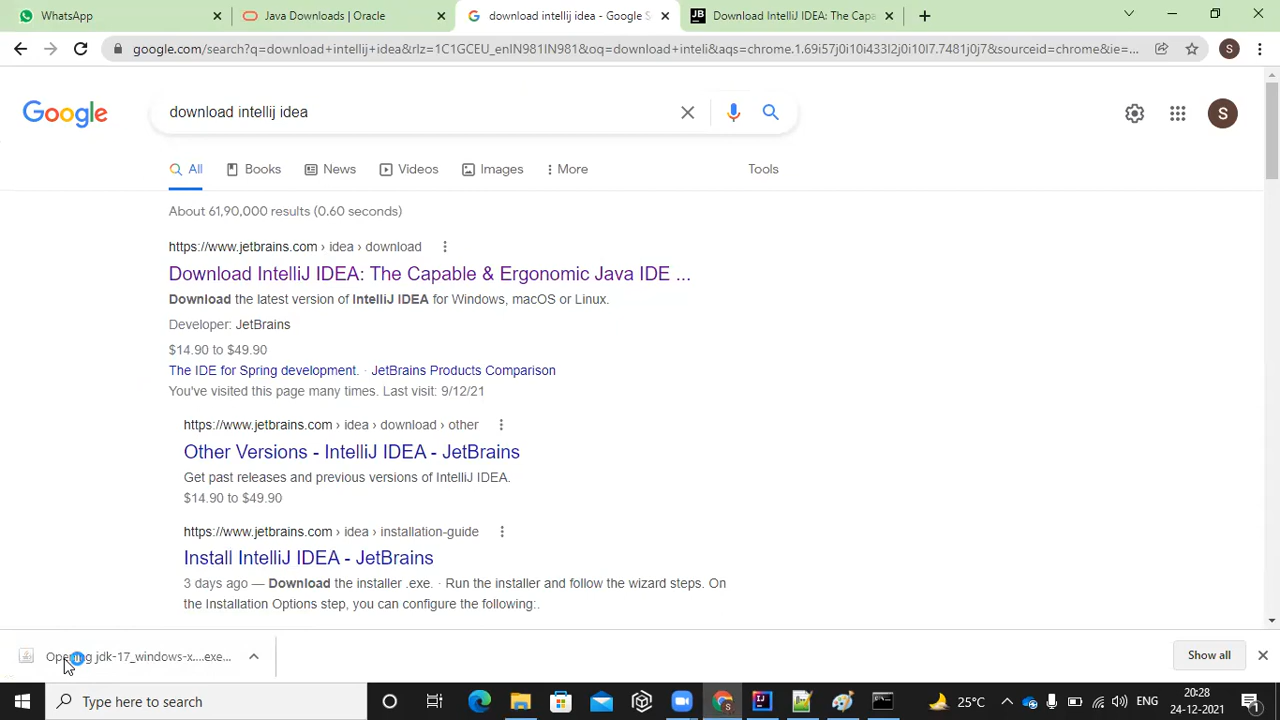 WhatsApp
Java Downloads | Oracle
download intellij idea - Google S
Download IntelliJ IDEA: The Cap
google.com/search?q=download+intellij+idea&rlz=1C1GCEU_enIN981IN981&oq=download+inteli&aqs=chrome.1.69i57j0i10i433l2j0i10l7.7481j0j7&sourceid=chrome&ie=...
S
Google
download intellij idea
S
All
Books
News
Videos
Images
More
Tools
About 61,90,000 results (0.60 seconds)
https://www.jetbrains.com › idea › download
Download IntelliJ IDEA: The Capable & Ergonomic Java IDE ...
Download the latest version of IntelliJ IDEA for Windows, macOS or Linux.
Developer: JetBrains
$14.90 to $49.90
The IDE for Spring development. · JetBrains Products Comparison
You've visited this page many times. Last visit: 9/12/21
https://www.jetbrains.com › idea › download › other
Other Versions - IntelliJ IDEA - JetBrains
Get past releases and previous versions of IntelliJ IDEA.
$14.90 to $49.90
https://www.jetbrains.com › idea › installation-guide
Install IntelliJ IDEA - JetBrains
3 days ago — Download the installer .exe. · Run the installer and follow the wizard steps. On
the Installation Options step, you can configure the following:.
Opening jdk-17_windows-x....exe...
Show all
Type here to search
25°C
ENG
20:28
24-12-2021